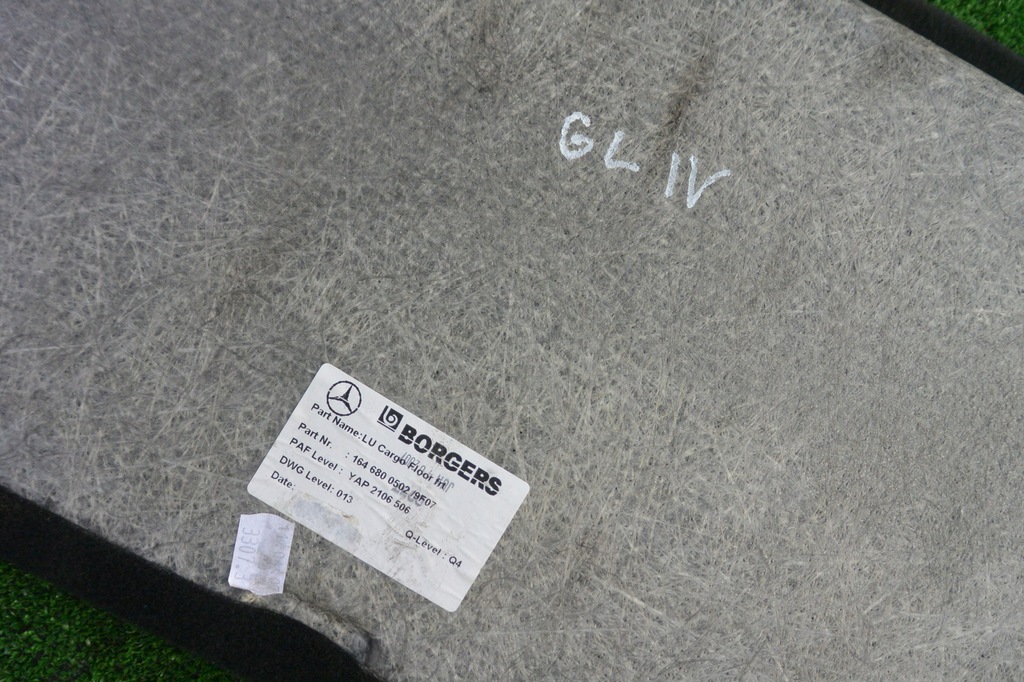 GL IV
BORGERS
Part Name: LU Cargo Floor frt
Part Nr. : 164 680 0502 /9F07
PAF Level : YAP 2106 506
DWG Level: 013
Q-Level : Q4
Date: